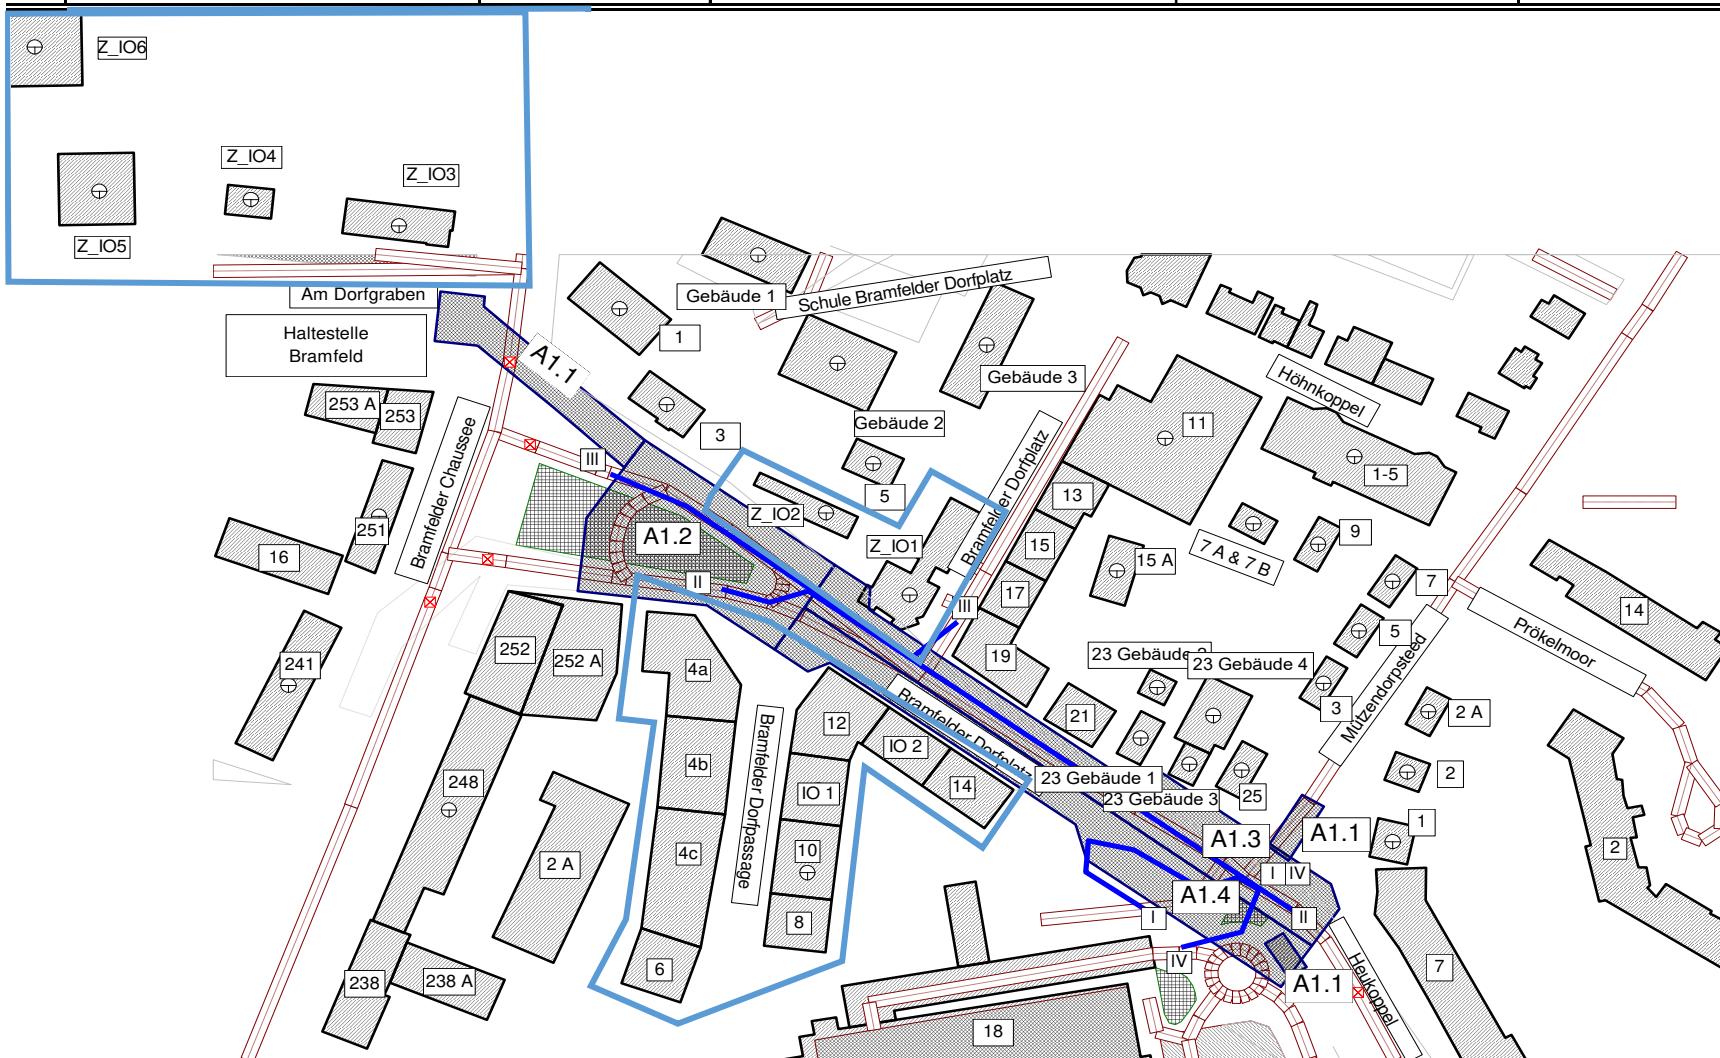 Z_IO6
Z_IO4
Z_IO3
Z_IO5
Am Dorfgraben
Haltestelle
Bramfeld
Gebäude 1
Schule Bramfelder Dorfplatz
1
A1.1
Gebäude 3
Höhnkoppel
253 A
253
3
Gebäude 2
11
Bramfelder Chaussee
III
1-5
5
13
Bramfelder Dorfplatz
Z_IO2
251
A1.2
Z_IO1
15
9
16
7 A & 7 B
15 A
II
7
17
III
14
5
Prökelmoor
252
252 A
241
4a
19
23 Gebäude 4
Mützendorpsteed
3
2 A
Bramfelder Dorfplatz
21
12
IO 2
Bramfelder Dorfpassage
4b
248
14
IO 1
23 Gebäude 1
2
23 Gebäude 3
25
1
A1.3
A1.1
4c
10
2 A
2
I
IV
A1.4
8
I
II
6
IV
238
238 A
A1.1
Heukoppel
7
18